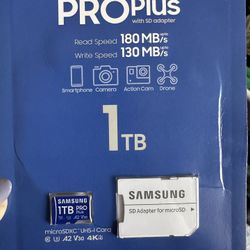 PRO Plus
with SD adapter
Read Speed 180 MB/s
Write Speed 130 MB/s
Smartphone Camera Action Cam Drone
1TB
SAMSUNG
1TB PRO Plus
SAMSUNG
SD Adapter for microSD
microSDXC UHS-I Card
U3 A2 V30 4K